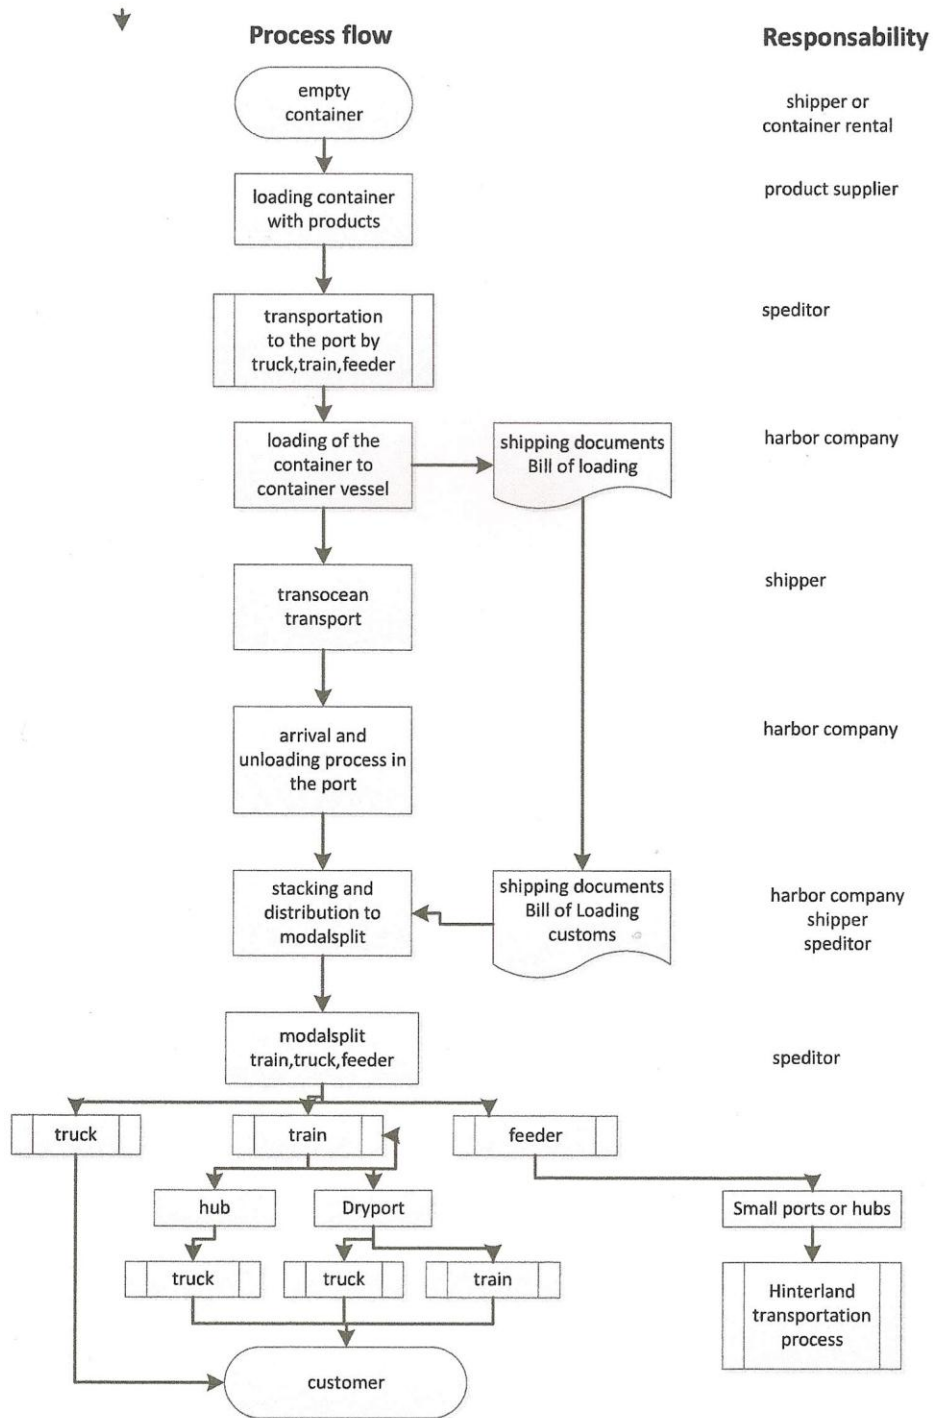 Process flow
Responsability
empty
container
shipper or
container rental
loading container
with products
product supplier
transportation
to the port by
truck,train,feeder
speditor
loading of the
container to
container vessel
shipping documents
Bill of loading
harbor company
transocean
transport
shipper
arrival and
unloading process in
the port
harbor company
stacking and
distribution to
modalsplit
shipping documents
Bill of Loading
customs
harbor company
shipper
speditor
modalsplit
train,truck,feeder
speditor
truck
train
feeder
hub
Dryport
Small ports or hubs
truck
truck
train
Hinterland
transportation
process
customer